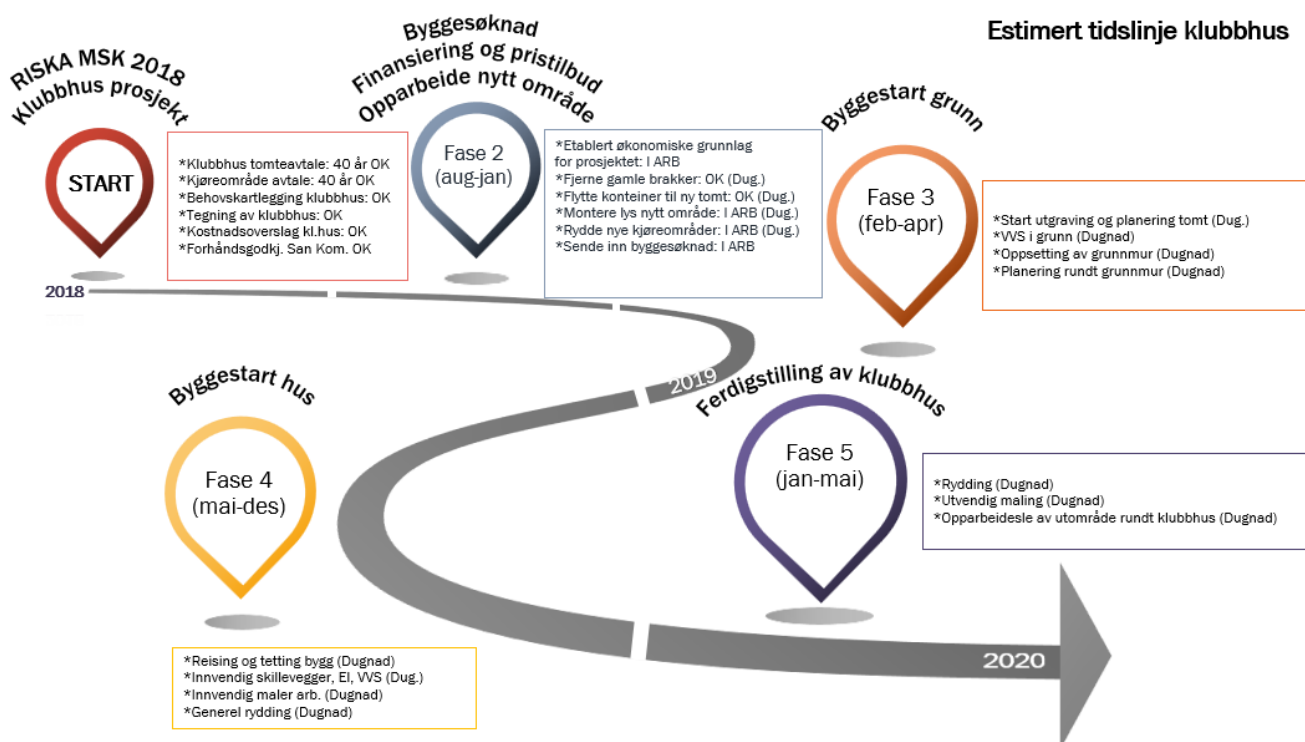 Estimert tidslinje klubbhus
RISKA MSK 2018
Klubbhus prosjekt
START
*Klubbhus tomteavtale: 40 år OK
*Kjøreområde avtale: 40 år OK
*Behovskartlegging klubbhus: OK
*Tegning av klubbhus: OK
*Kostnadsoverslag kl.hus: OK
*Forhåndsgodkj. San Kom. OK
Byggesøknad
Finansiering og pristilbud
Opparbeide nytt område
Fase 2
(aug-jan)
*Etablert økonomiske grunnlag
for prosjektet: I ARB
*Fjerne gamle brakker: OK (Dug.)
*Flytte konteiner til ny tomt: OK (Dug.)
*Montere lys nytt område: I ARB (Dug.)
*Rydde nye kjøreområder: I ARB (Dug.)
*Sende inn byggesøknad: I ARB
Byggestart grunn
Fase 3
(feb-apr)
*Start utgraving og planering tomt (Dug.)
*VVS i grunn (Dugnad)
*Oppsetting av grunnmur (Dugnad)
*Planering rundt grunnmur (Dugnad)
2018
2019
Byggestart hus
Fase 4
(mai-des)
*Reising og tetting bygg (Dugnad)
*Innvendig skillevegger, El, VVS (Dug.)
*Innvendig maler arb. (Dugnad)
*Generel rydding (Dugnad)
Ferdigstilling av klubbhus
Fase 5
(jan-mai)
*Rydding (Dugnad)
*Utvendig maling (Dugnad)
*Opparbeidesle av utområde rundt klubbhus (Dugnad)
2020